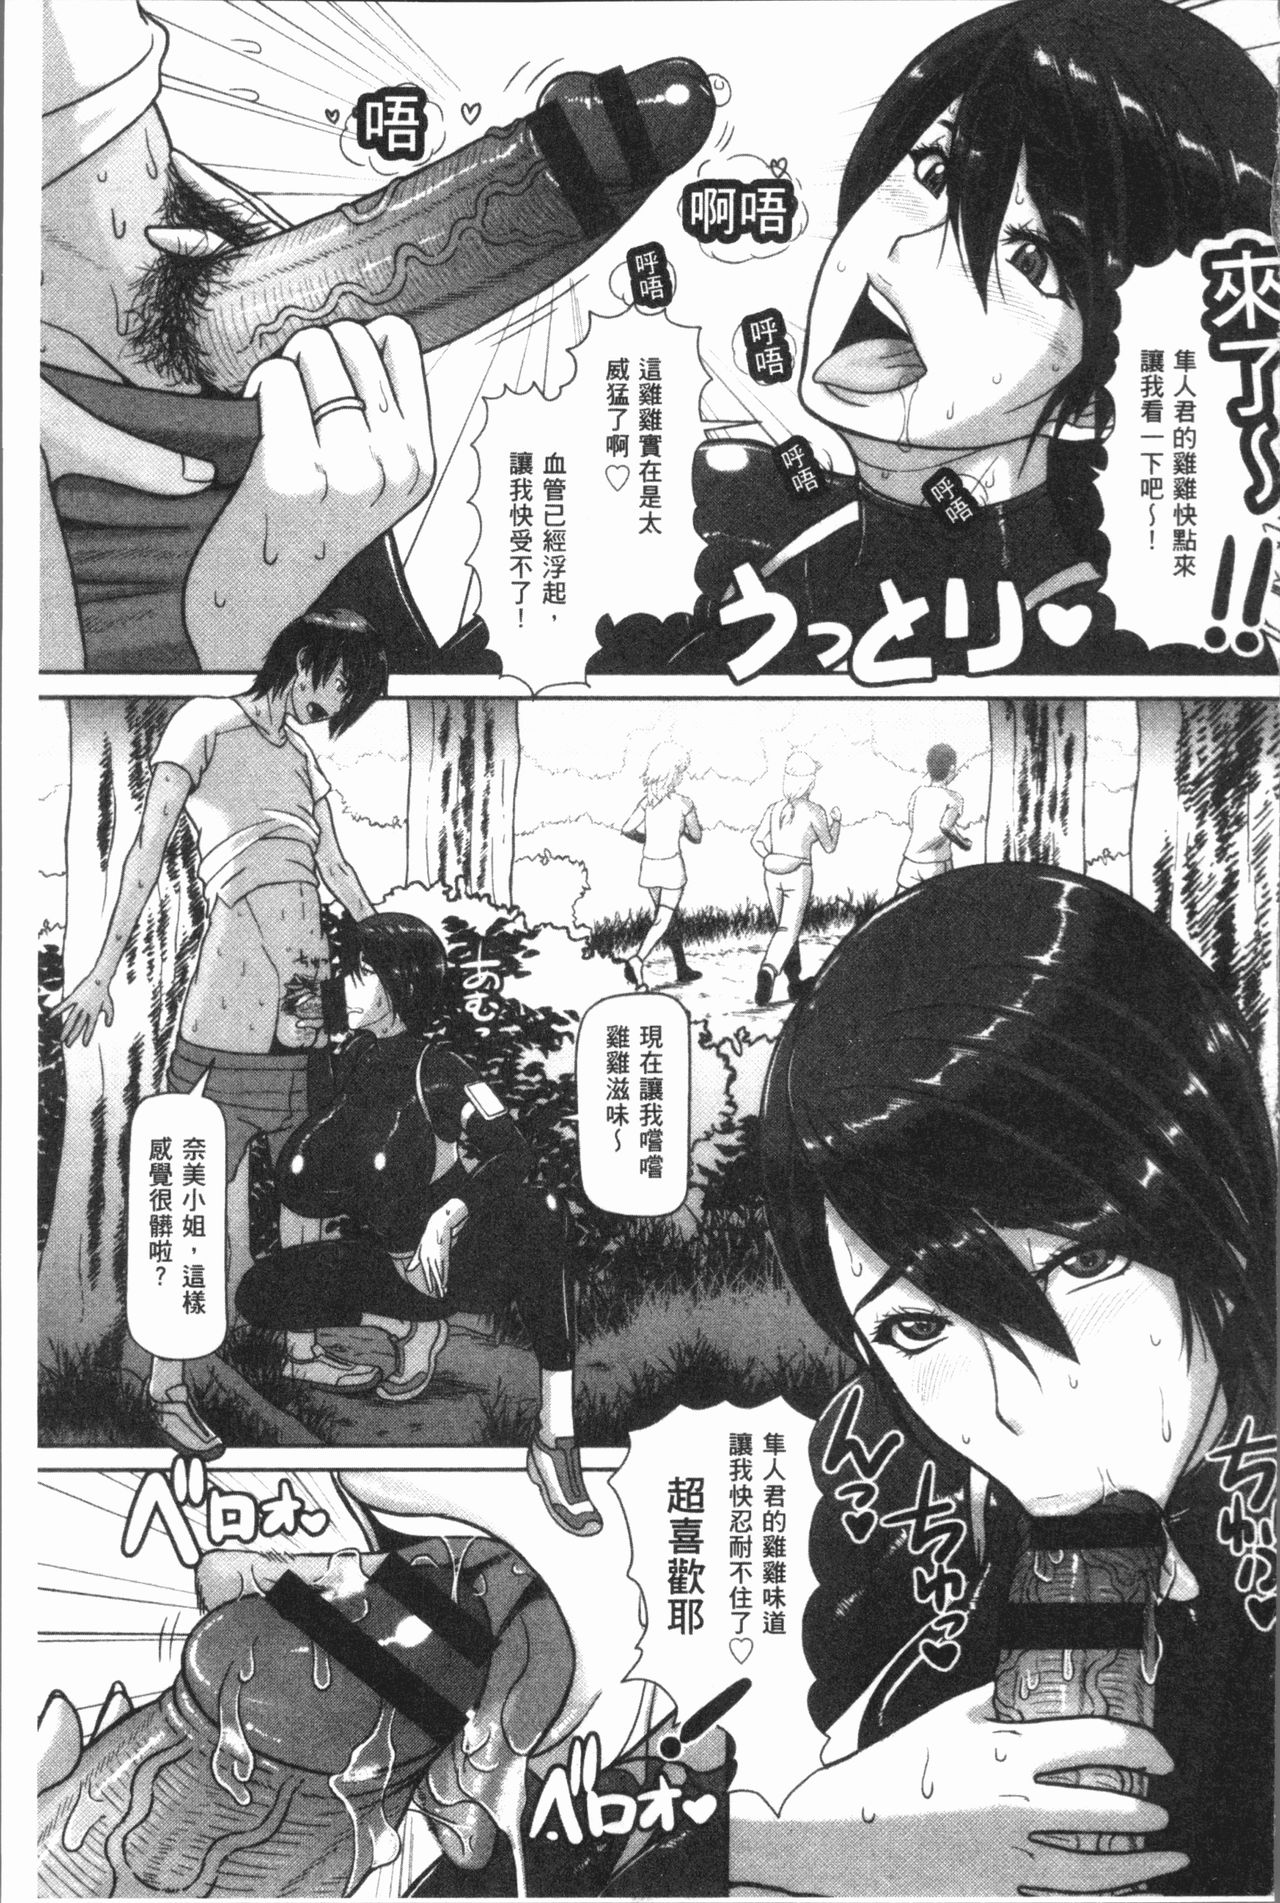 來了～!!
隼人君的雞雞快點來
讓我看一下吧～!
啊唔
唔
呼唔
呼唔
呼唔
呼唔
這雞雞實在是太
威猛了啊♡
血管已經浮起，
讓我快受不了!
うっとり♥
現在讓我嚐嚐
雞雞滋味～
あむっ
奈美小姐，這樣
感覺很髒啦?
んっ♥
ちゅっ♥
隼人君的雞雞味道
讓我快忍耐不住了♡
超喜歡耶
！
べロォ♥
べロォ♥